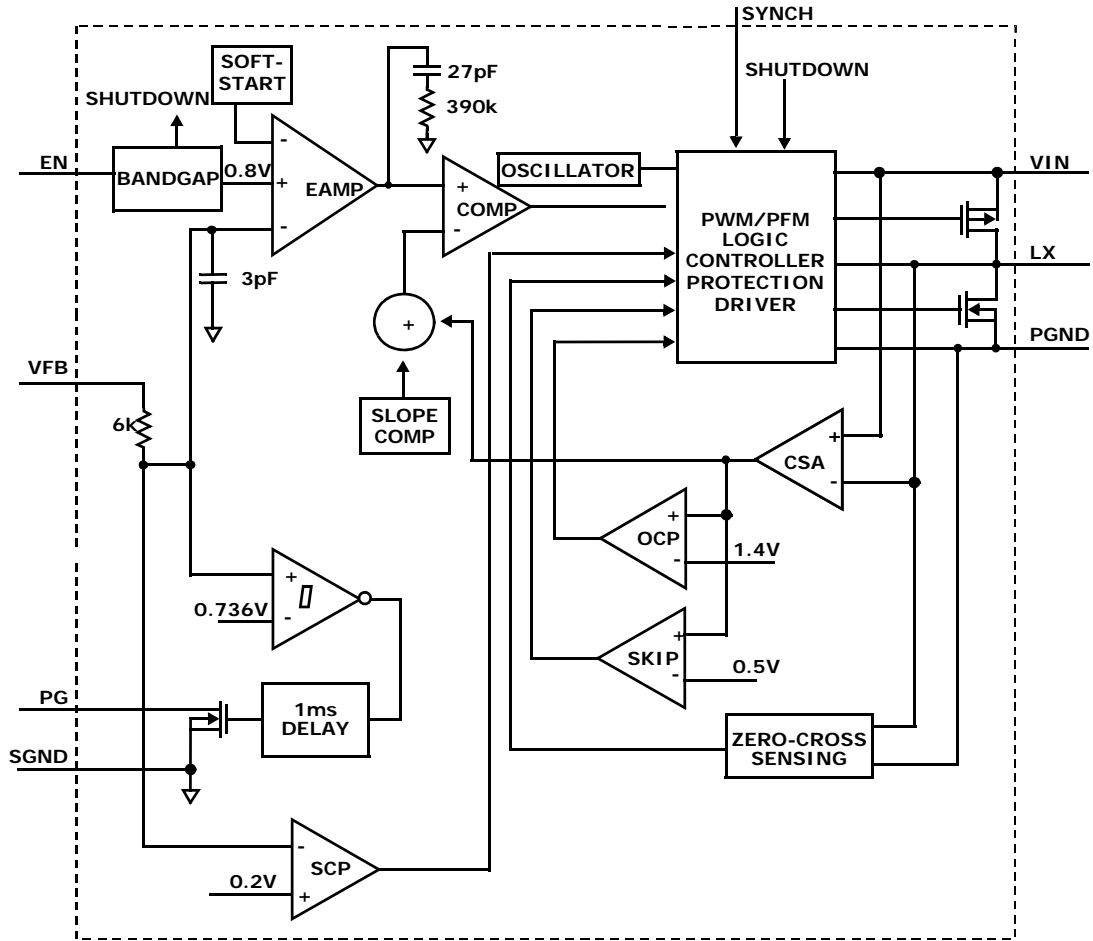 SYNCH
SOFT-
START
27pF
390k
SHUTDOWN
SHUTDOWN
EN
BANDGAP
0.8V
-
+
-
EAMP
+
COMP
-
OSCILLATOR
PWM/PFM
LOGIC
CONTROLLER
PROTECTION
DRIVER
VIN
LX
PGND
3pF
+
VFB
6k
SLOPE
COMP
+
CSA
-
+
OCP
-
1.4V
+
0.736V
-
+
SKIP
-
0.5V
PG
1ms
DELAY
SGND
ZERO-CROSS
SENSING
-
SCP
0.2V
+